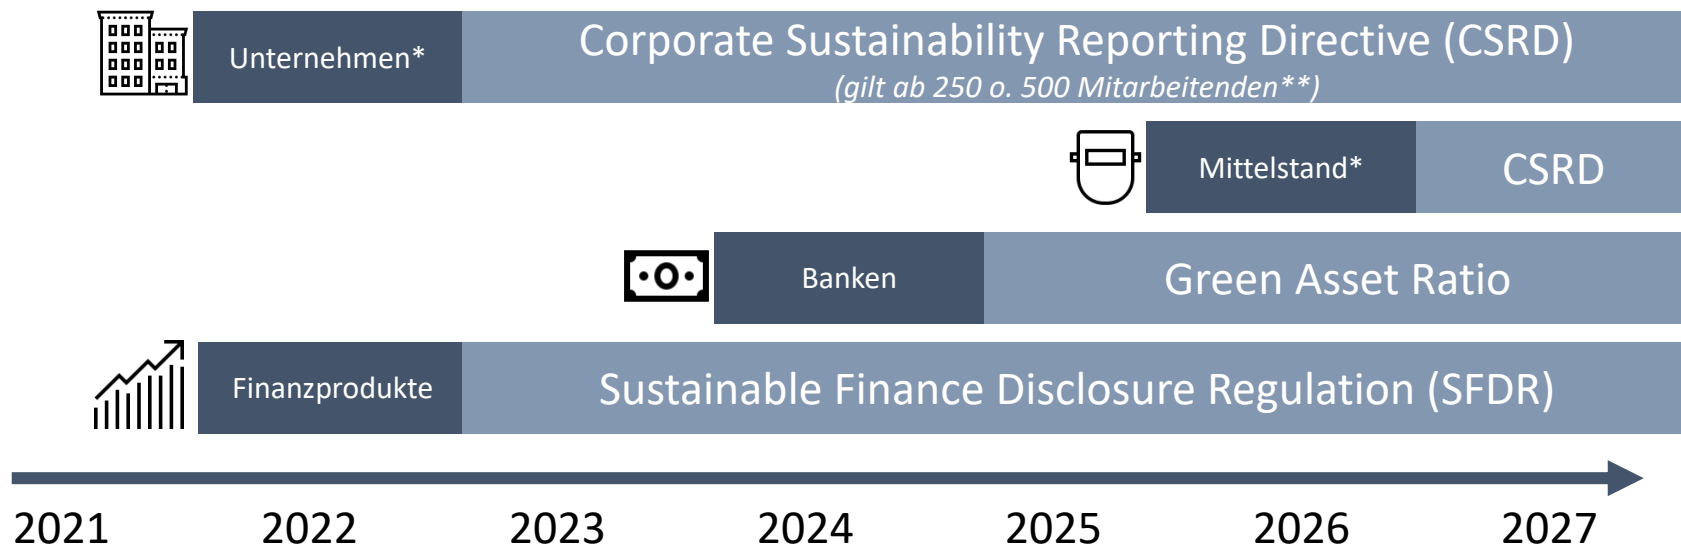 Unternehmen*
Corporate Sustainability Reporting Directive (CSRD)
(gilt ab 250 o. 500 Mitarbeitenden**)
Mittelstand*
CSRD
Banken
Green Asset Ratio
Finanzprodukte
Sustainable Finance Disclosure Regulation (SFDR)
2021 2022 2023 2024 2025 2026 2027